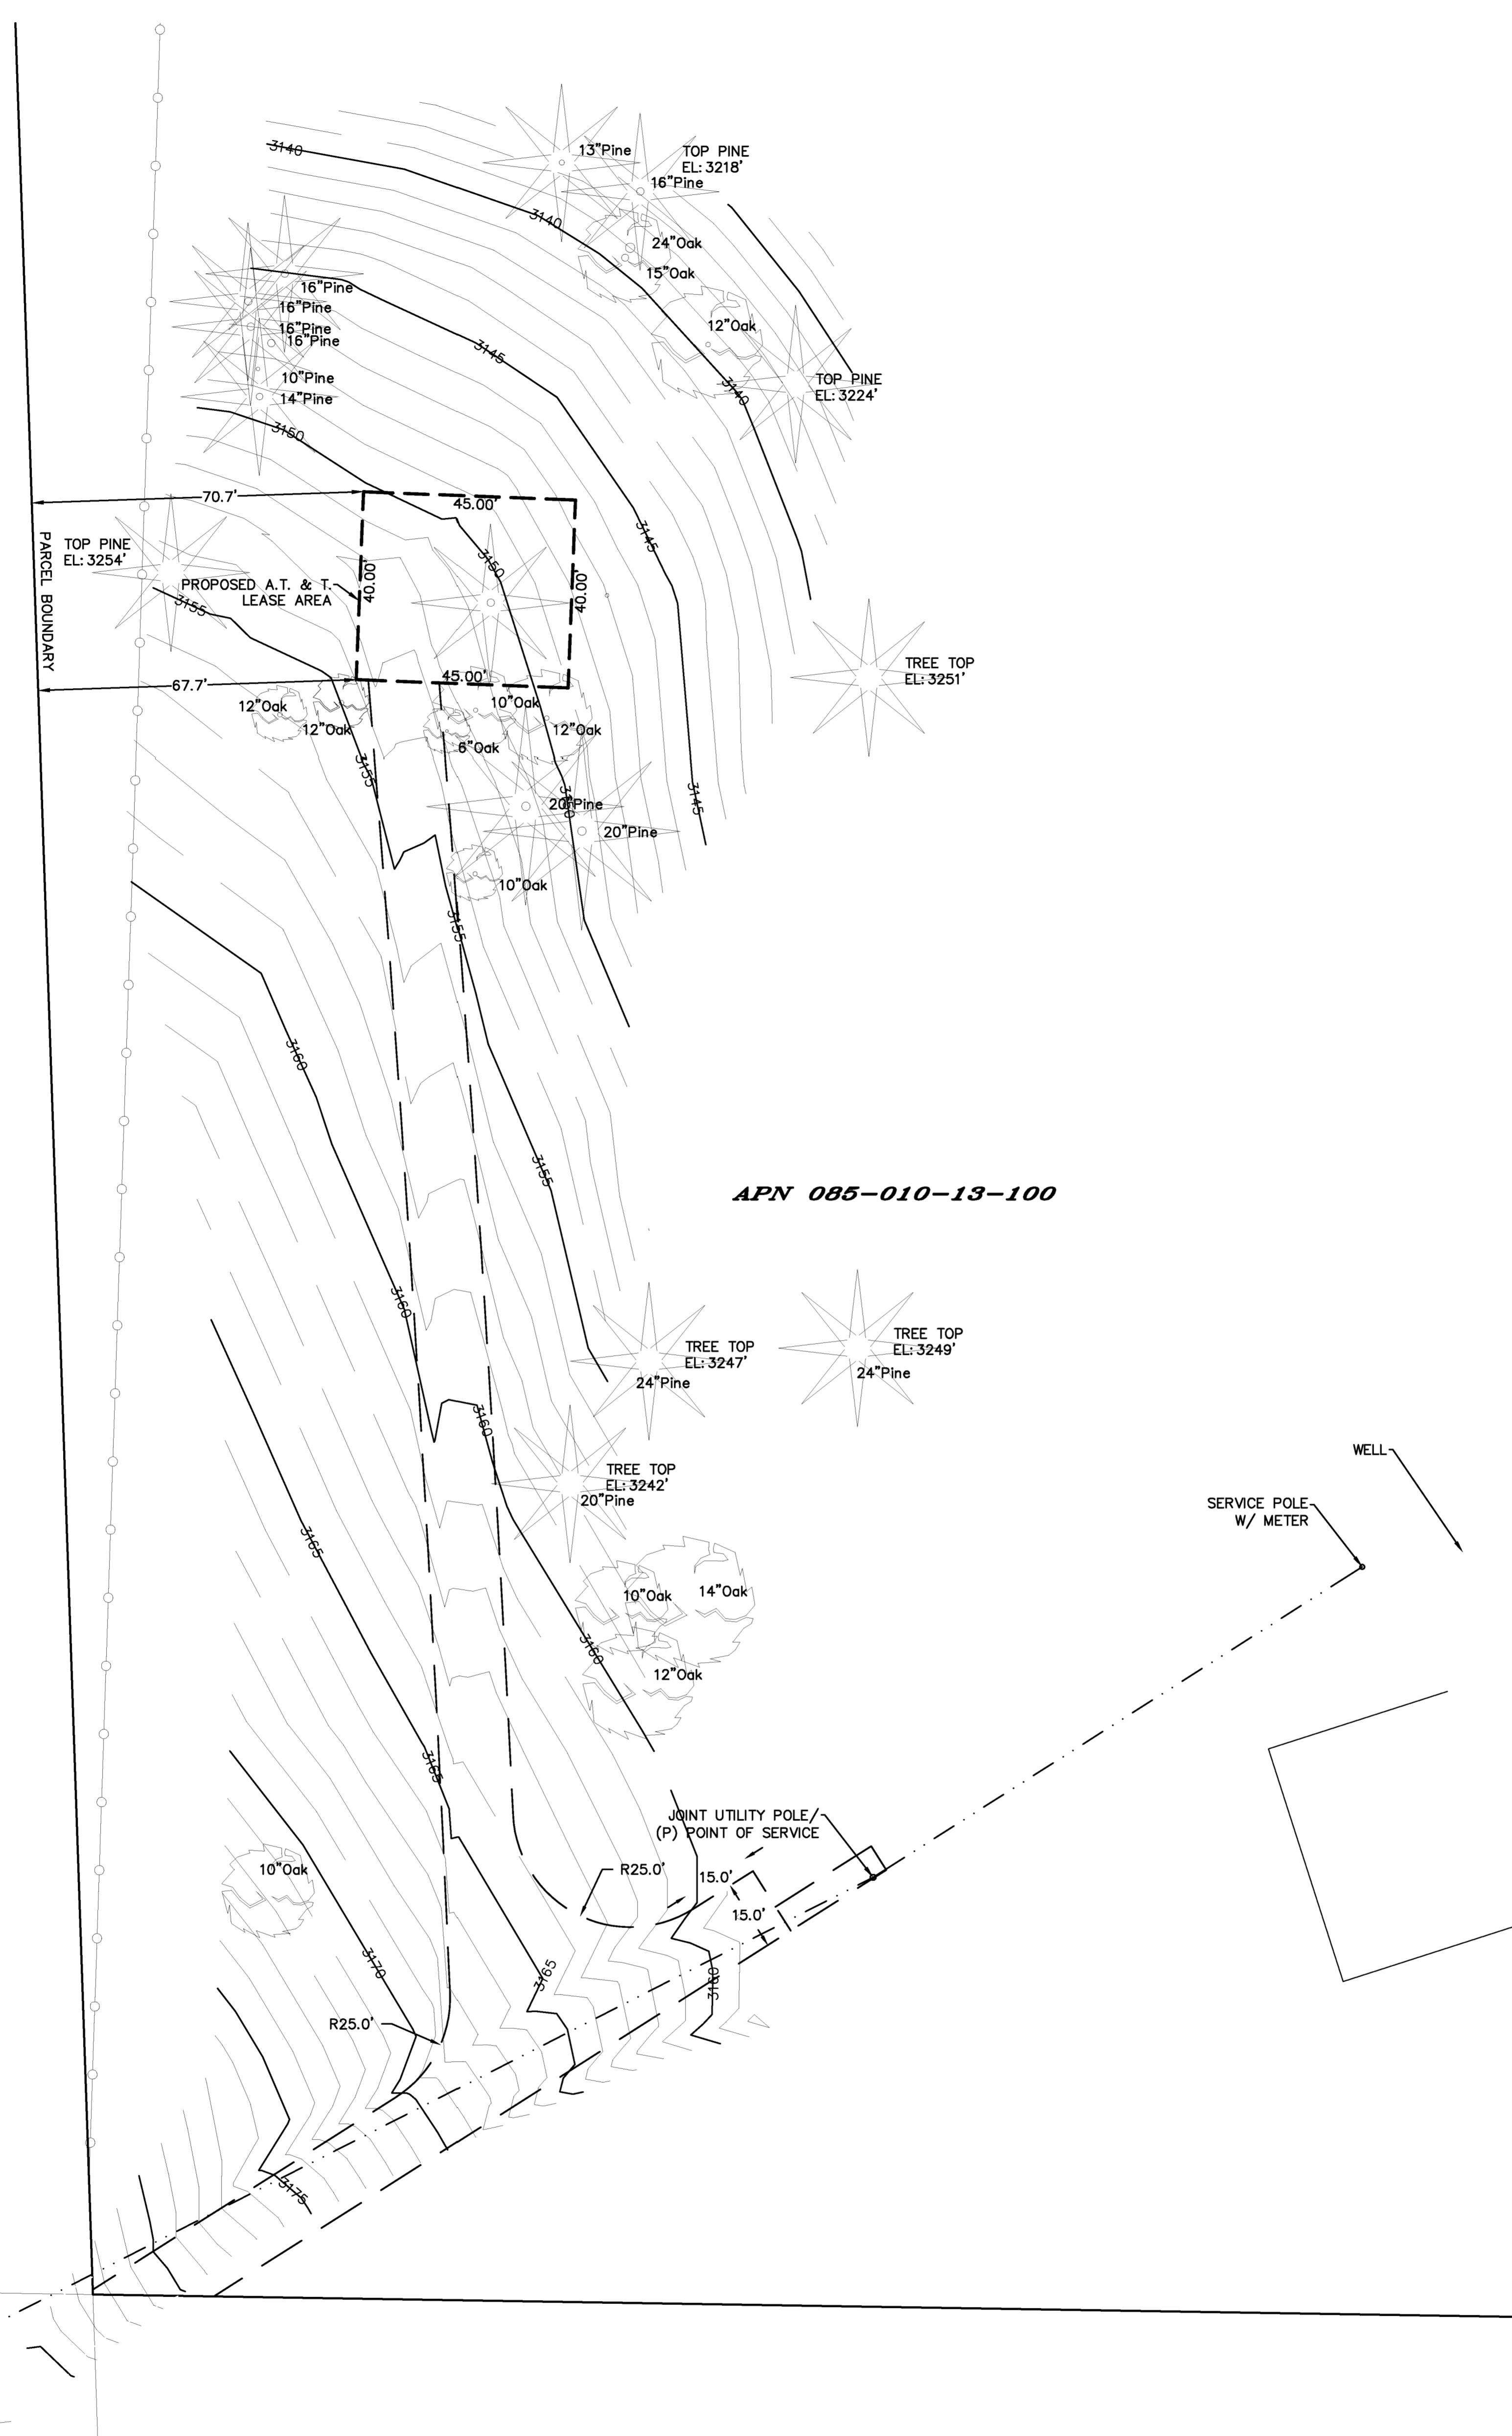 3140
13"Pine
TOP PINE
EL: 3218'
16"Pine
3140
24"Oak
15"Oak
16"Pine
16"Pine
16"Pine
16"Pine
12"Oak
3145
10"Pine
14"Pine
3140
TOP PINE
EL: 3224'
3150
70.7'
45.00'
PARCEL BOUNDARY
TOP PINE
EL: 3254'
3145
3150
PROPOSED A.T. & T.
LEASE AREA
40.00'
40.00'
3155
TREE TOP
EL: 3251'
67.7'
45.00'
12"Oak
12"Oak
10"Oak
12"Oak
6"Oak
3155
3150
20"Pine
3145
20"Pine
10"Oak
3155
3160
3155
APN 085-010-13-100
3160
TREE TOP
EL: 3247'
24"Pine
TREE TOP
EL: 3249'
24"Pine
3160
TREE TOP
EL: 3242'
20"Pine
WELL
SERVICE POLE
W/ METER
3165
10"Oak
14"Oak
3160
12"Oak
3165
JOINT UTILITY POLE/
(P) POINT OF SERVICE
10"Oak
R25.0'
15.0'
15.0'
3170
3165
3160
R25.0'
3175